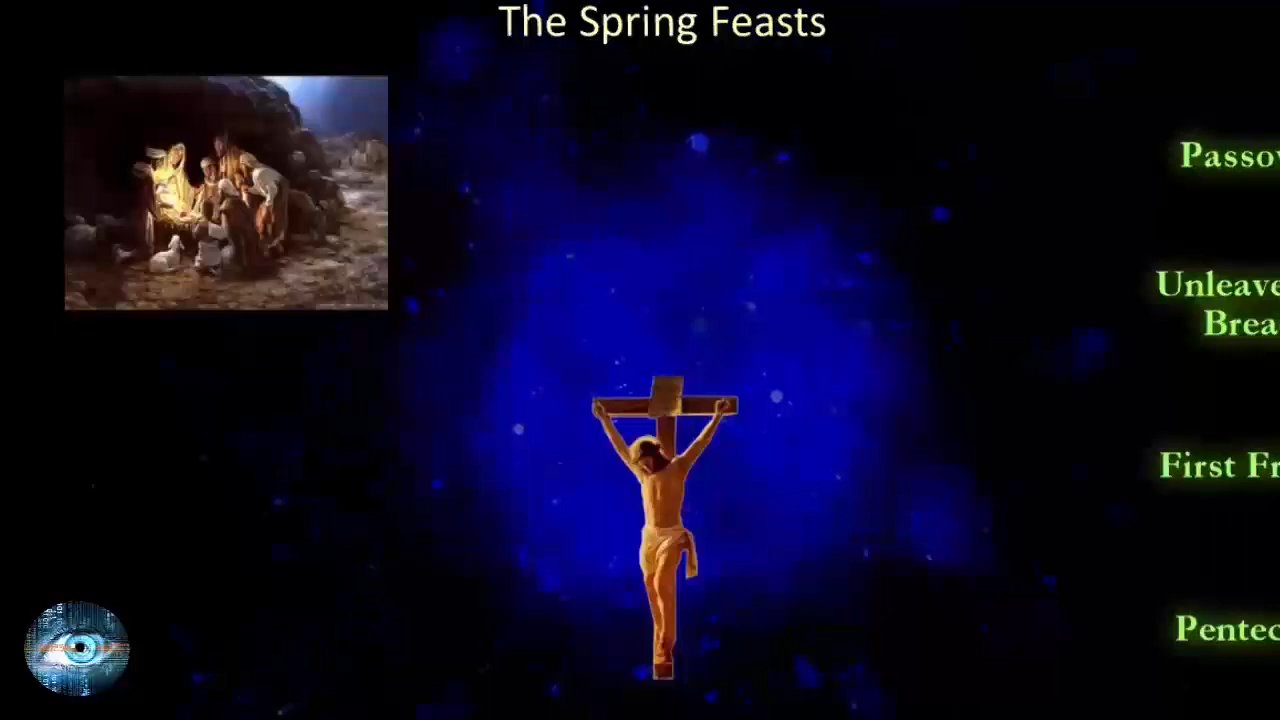 The Spring Feasts
Passov
Unleave
Brea
First Fr
Pentec